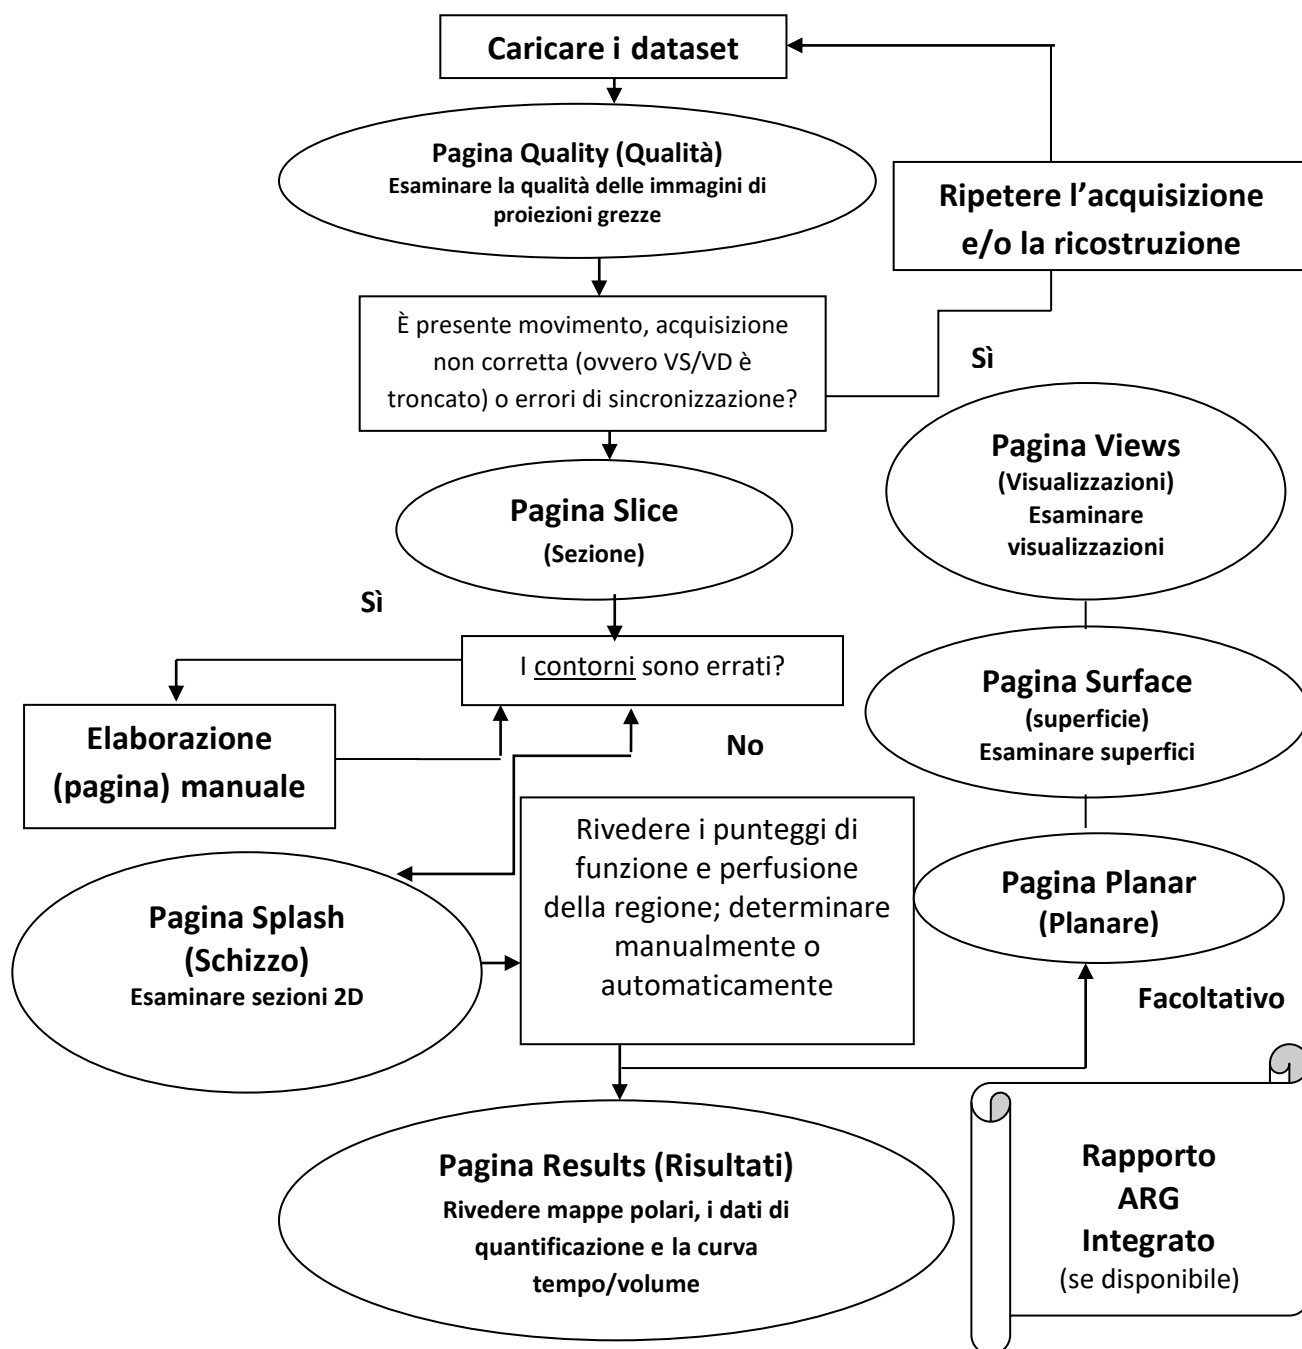 Caricare i dataset
Pagina Quality (Qualità)
Esaminare la qualità delle immagini di
proiezioni grezze
Ripetere l’acquisizione
e/o la ricostruzione
È presente movimento, acquisizione
non corretta (ovvero VS/VD è
troncato) o errori di sincronizzazione?
Sì
Pagina Views
(Visualizzazioni)
Esaminare
visualizzazioni
Pagina Slice
(Sezione)
Sì
I contorni sono errati?
Pagina Surface
(superficie)
Esaminare superfici
Elaborazione
(pagina) manuale
No
Rivedere i punteggi di
funzione e perfusione
della regione; determinare
manualmente o
automaticamente
Pagina Planar
(Planare)
Pagina Splash
(Schizzo)
Esaminare sezioni 2D
Facoltativo
Pagina Results (Risultati)
Rivedere mappe polari, i dati di
quantificazione e la curva
tempo/volume
Rapporto
ARG
Integrato
(se disponibile)